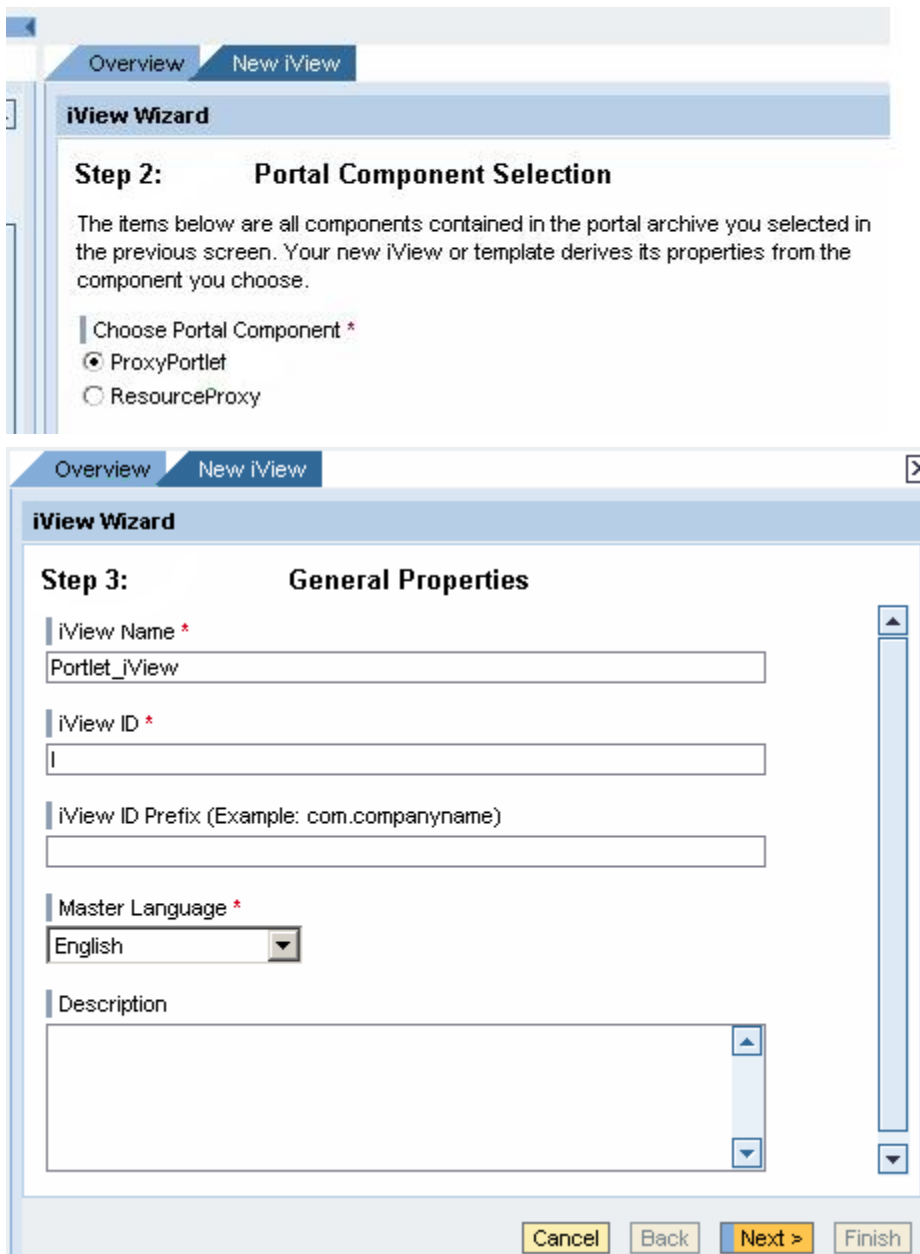 Overview New iView
iView Wizard
Step 2: Portal Component Selection
The items below are all components contained in the portal archive you selected in
the previous screen. Your new iView or template derives its properties from the
component you choose.
Choose Portal Component *
ProxyPortlet
ResourceProxy
Overview New iView
iView Wizard
Step 3: General Properties
iView Name *
Portlet_iView
iView ID *
iView ID Prefix (Example: com.companyname)
Master Language *
English
Description
Cancel Back Next > Finish